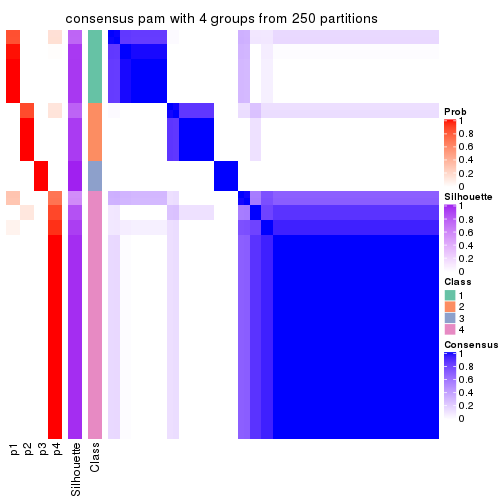 consensus pam with 4 groups from 250 partitions
Prob
1
0.8
0.6
0.4
0.2
0
Silhouette
1
0.8
0.6
0.4
0.2
0
Class
1
2
3
4
Consensus
1
0.8
0.6
0.4
0.2
0
p1
p2
p3
p4
Silhouette
Class